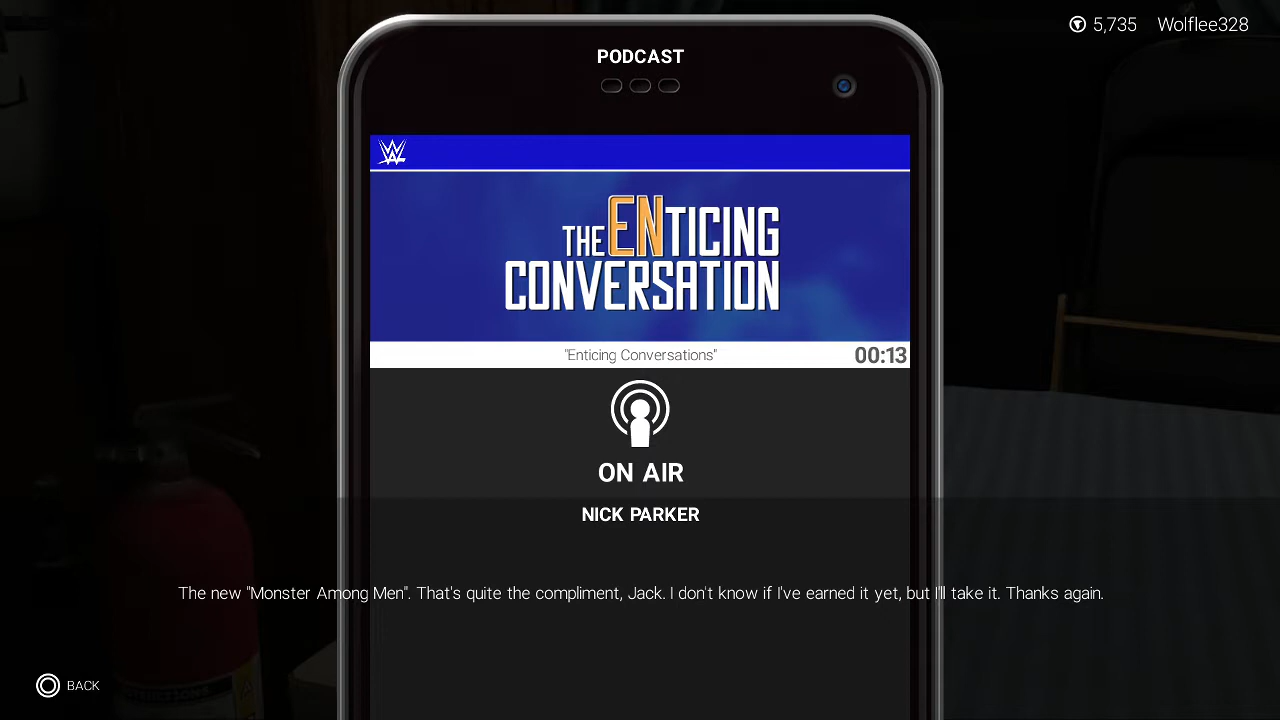 5,735 Wolflee328
PODCAST
THE ENTICING
CONVERSATION
"Enticing Conversations" 00:13
ON AIR
NICK PARKER
The new "Monster Among Men". That's quite the compliment, Jack. I don't know if I've earned it yet, but I'll take it. Thanks again.
BACK